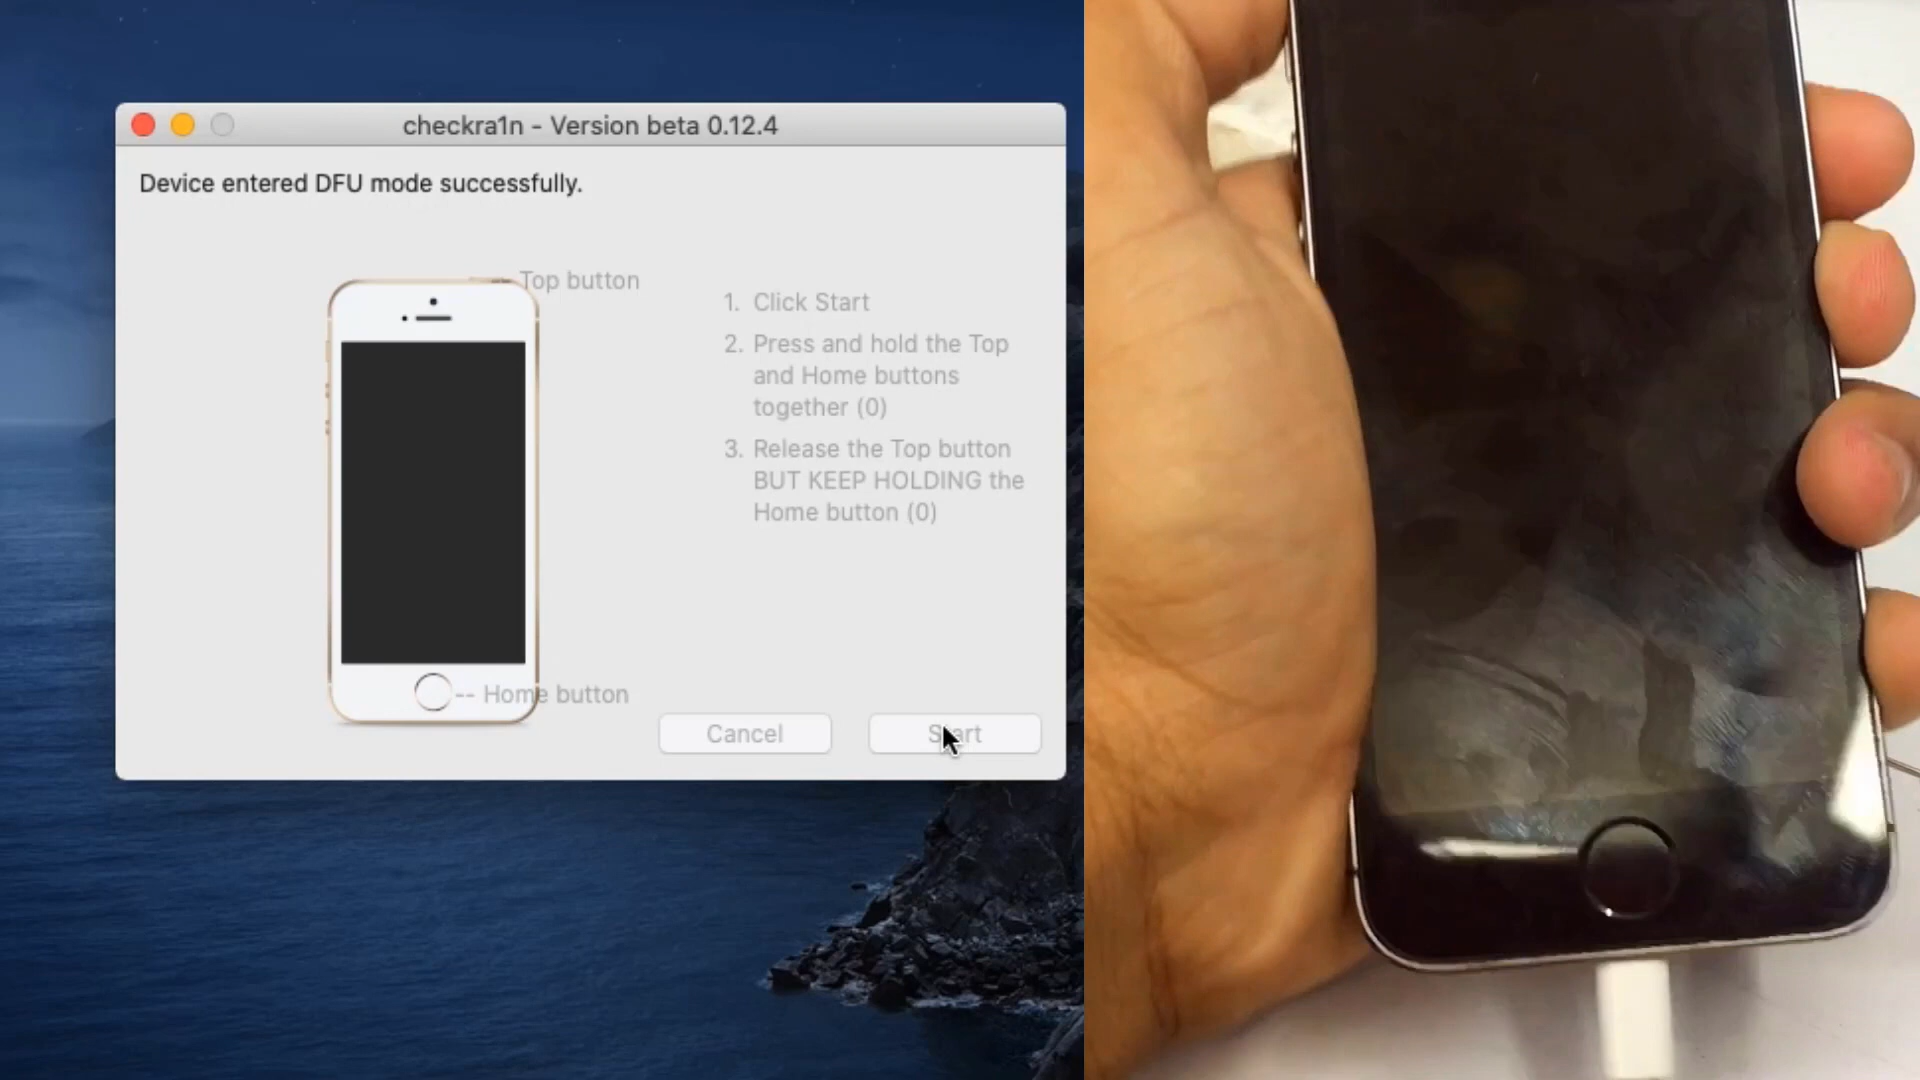 checkra1n - Version beta 0.12.4
Device entered DFU mode successfully.
-- Top button
1. Click Start
2. Press and hold the Top
and Home buttons
together (0)
3. Release the Top button
BUT KEEP HOLDING the
Home button (0)
-- Home button
Cancel
Start